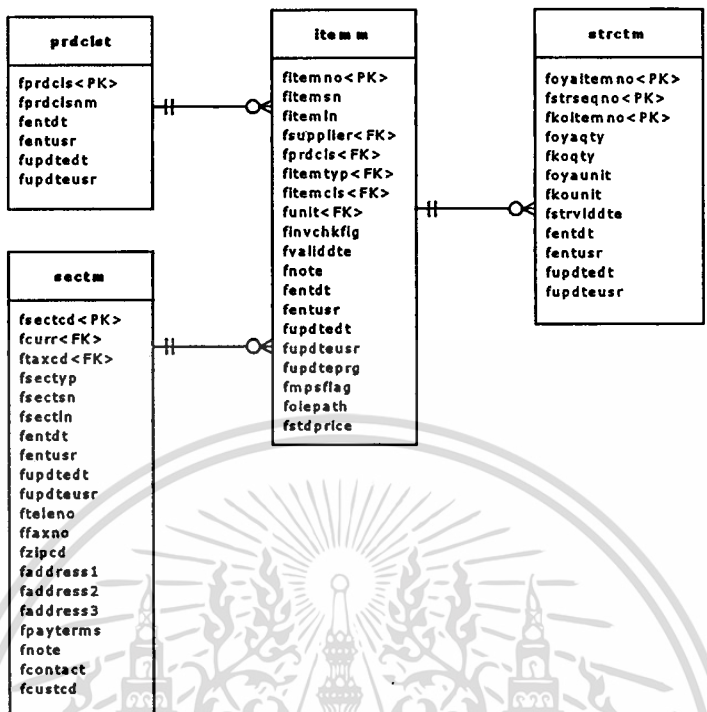 prdclst
fprdcls<PK>
fprdclsnm
fentdt
fentusr
fupdtedt
fupdteusr
itemm
fitemno<PK>
fitemsn
fitemln
fsupplier<FK>
fprdcls<FK>
fitemtyp<FK>
fitemcls<FK>
funit<FK>
finvchkflg
fvaliddte
fnote
fentdt
fentusr
fupdtedt
fupdteusr
fupdteprg
fmpsflag
folepath
fstdprice
strctm
foyaitemno<PK>
fstrseqno<PK>
fkoitemno<PK>
foyaqty
fkoqty
foyaunit
fkounit
fstrvlddte
fentdt
fentusr
fupdtedt
fupdteusr
sectm
fsectcd<PK>
fcurr<FK>
ftaxcd<FK>
fsectyp
fsectsn
fsectln
fentdt
fentusr
fupdtedt
fupdteusr
fteleno
ffaxno
fzipcd
faddress1
faddress2
faddress3
fpayterms
fnote
fcontact
fcustcd